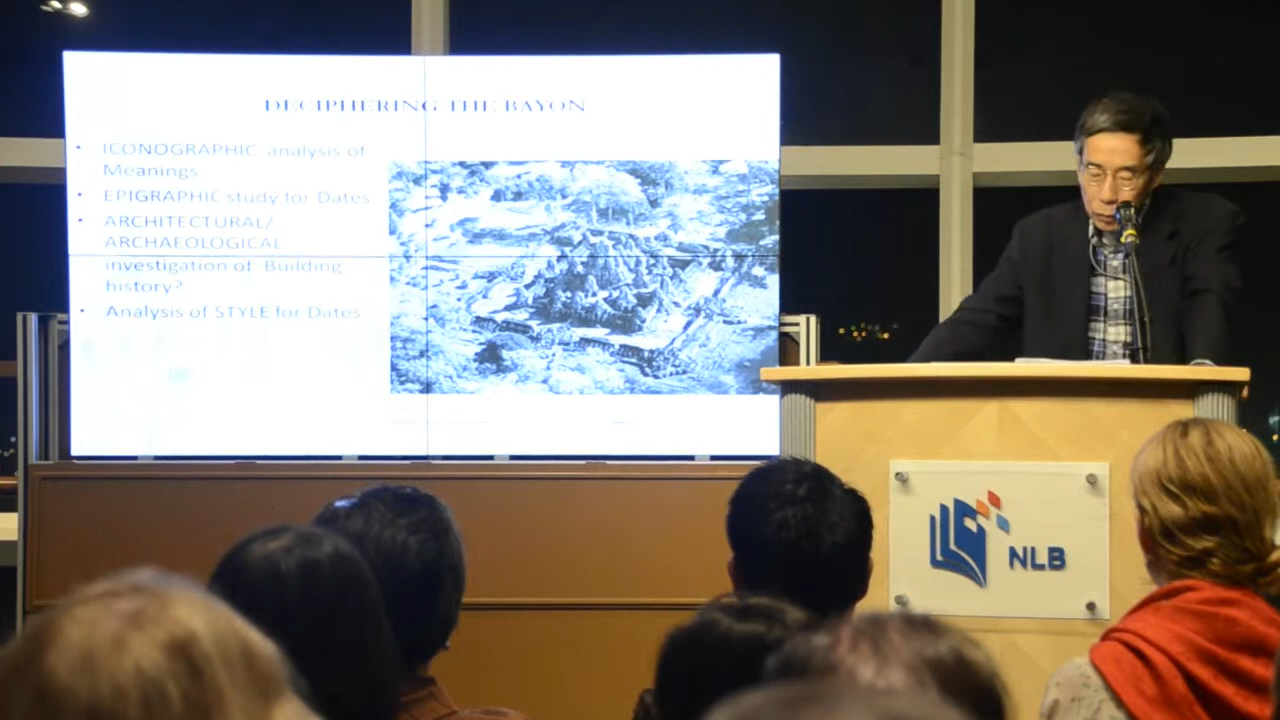 DECIPHERING THE BAYON
• ICONOGRAPHIC analysis of
Meanings
• EPIGRAPHIC study for Dates
• ARCHITECTURAL/
ARCHAEOLOGICAL
investigation of Building
history?
• Analysis of STYLE for Dates
NLB